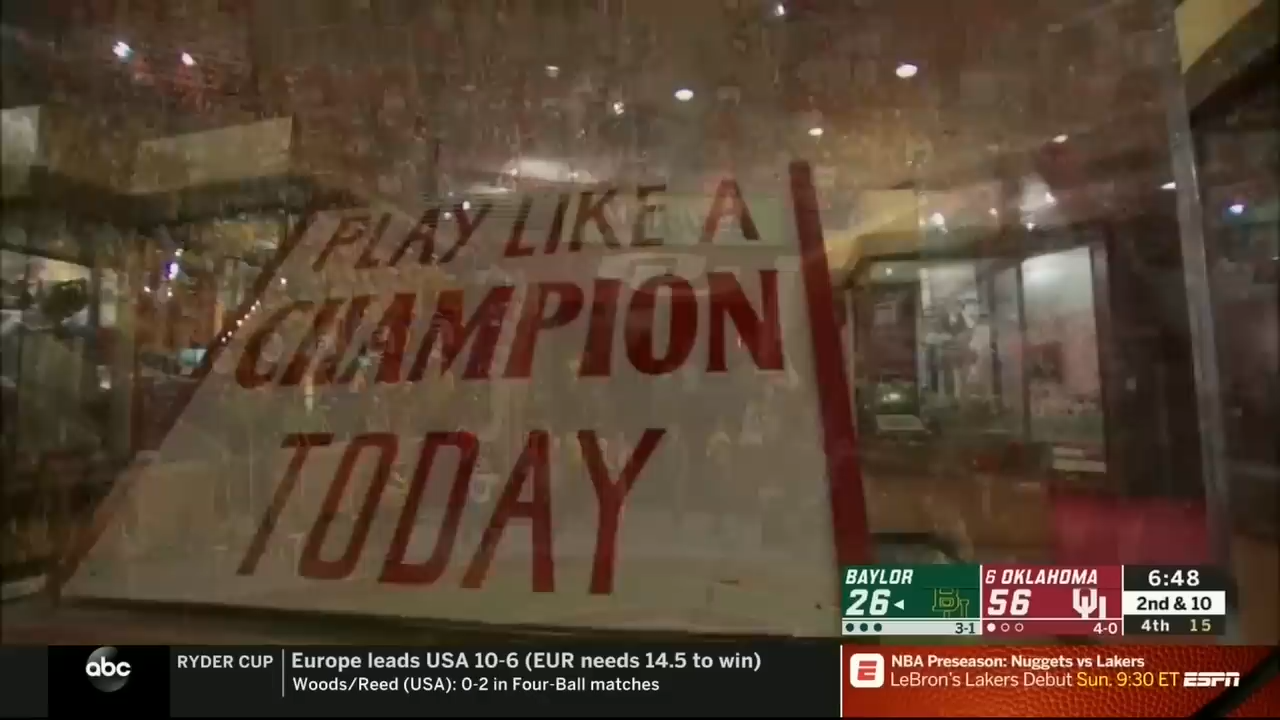 PLAY LIKE A
CHAMPION
TODAY
BAYLOR
26
3-1
6 OKLAHOMA
56
4-0
6:48
2nd & 10
4th 15
abc
RYDER CUP
Europe leads USA 10-6 (EUR needs 14.5 to win)
Woods/Reed (USA): 0-2 in Four-Ball matches
NBA Preseason: Nuggets vs Lakers
LeBron's Lakers Debut Sun, 9:30 ET ESPN